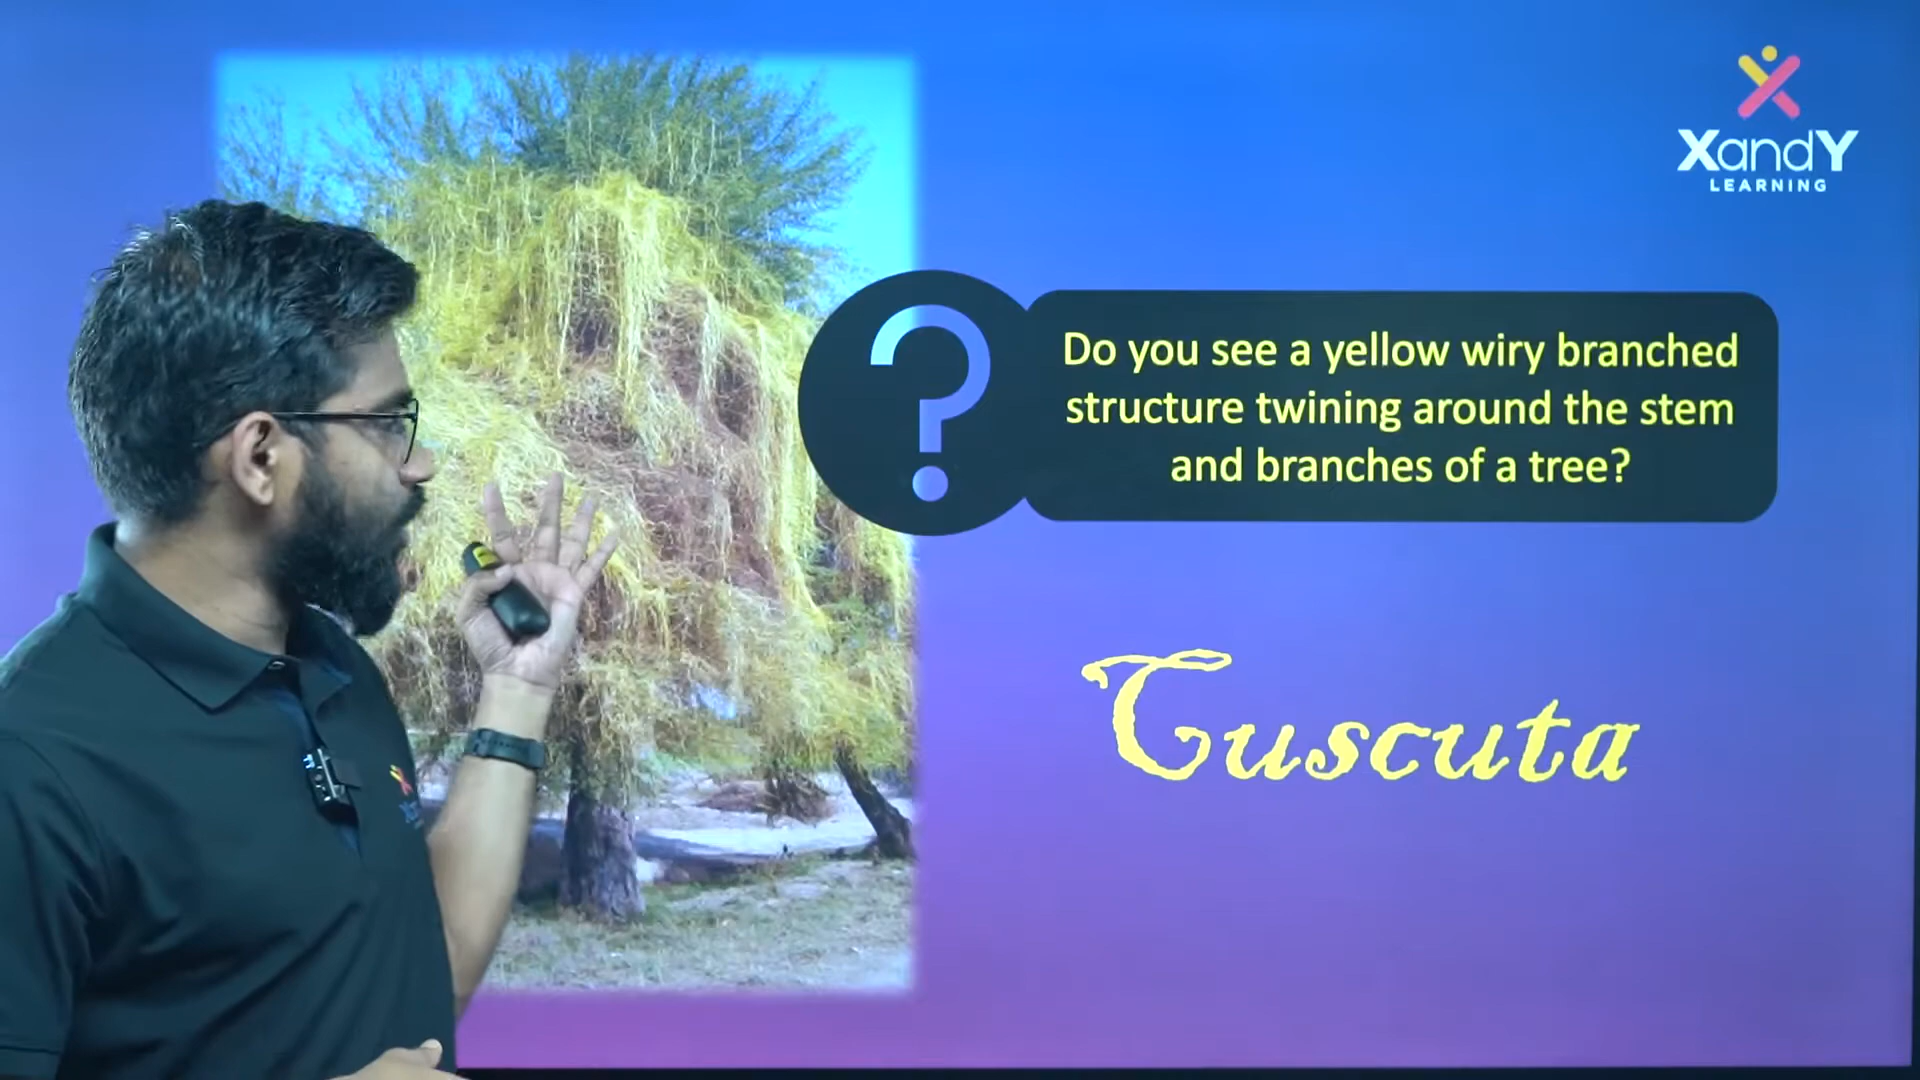 XandY
LEARNING
?
Do you see a yellow wiry branched
structure twining around the stem
and branches of a tree?
Cuscuta